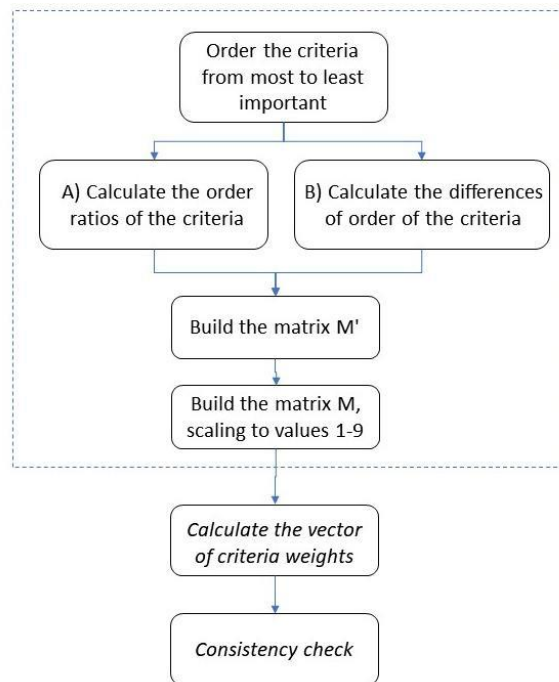 Order the criteria
from most to least
important
A) Calculate the order
ratios of the criteria
B) Calculate the differences
of order of the criteria
Build the matrix M'
Build the matrix M,
scaling to values 1-9
Calculate the vector
of criteria weights
Consistency check